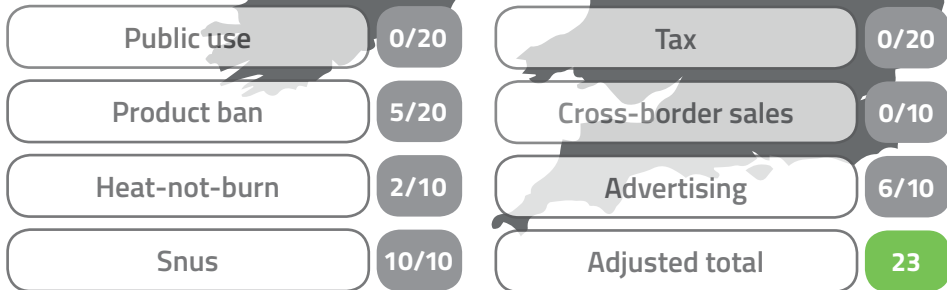 Public use 0/20
Product ban 5/20
Heat-not-burn 2/10
Snus 10/10
Tax 0/20
Cross-border sales 0/10
Advertising 6/10
Adjusted total 23